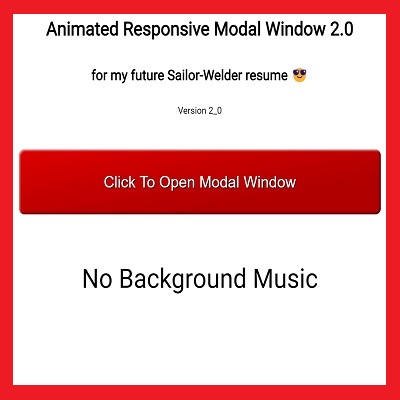 Animated Responsive Modal Window 2.0
for my future Sailor-Welder resume 😎
Version 2_0
Click To Open Modal Window
No Background Music